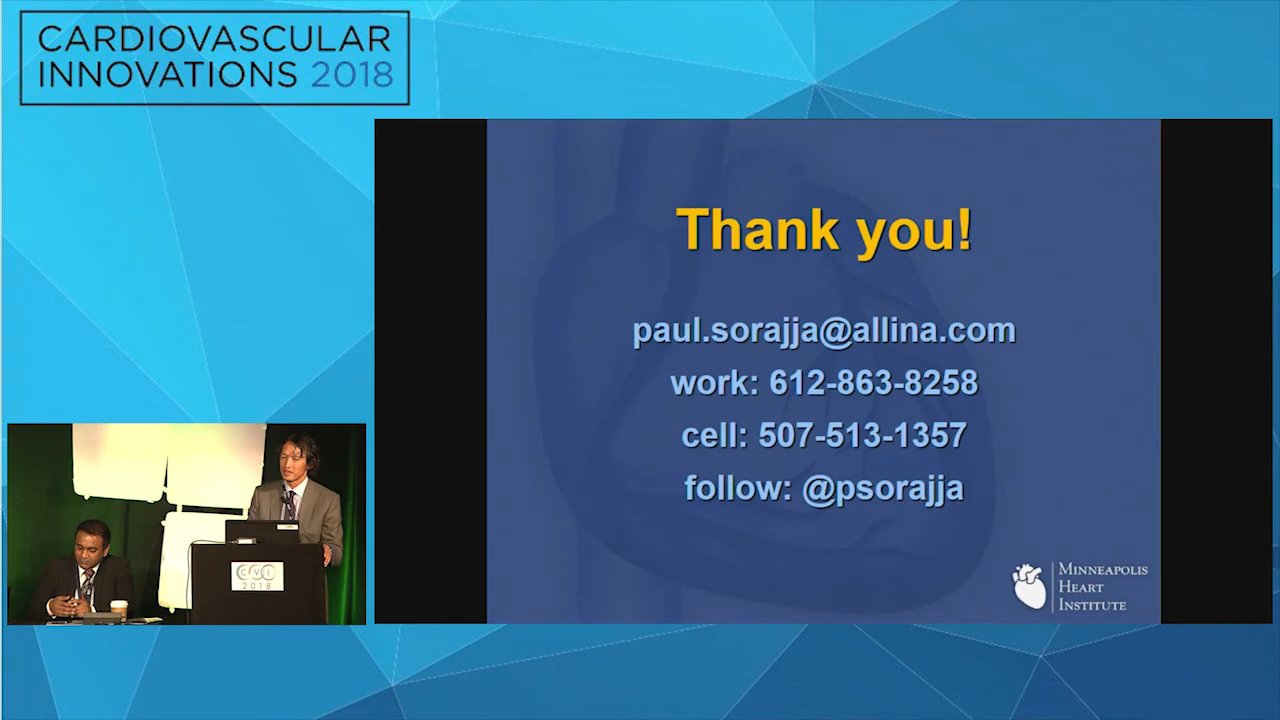 CARDIOVASCULAR
INNOVATIONS 2018
Thank you!
paul.sorajja@allina.com
work: 612-863-8258
cell: 507-513-1357
follow: @psorajja
MINNEAPOLIS
HEART
INSTITUTE
CVI
2018